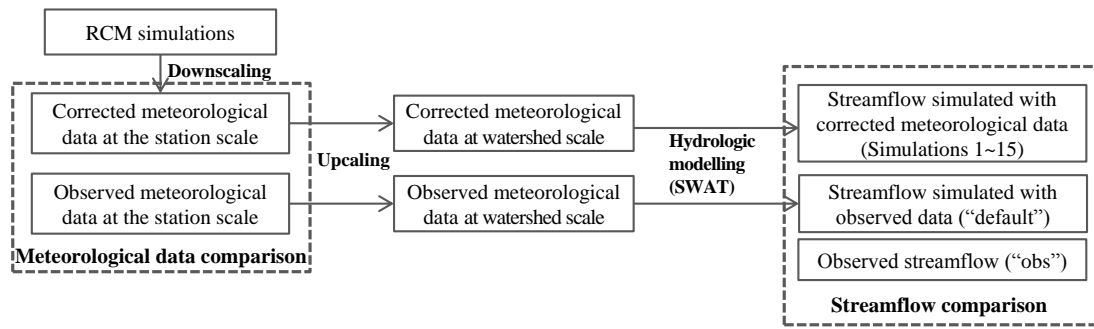 RCM simulations
Downscaling
Corrected meteorological
data at the station scale
Corrected meteorological
data at watershed scale
Streamflow simulated with
corrected meteorological data
(Simulations 1~15)
Upcaling
Hydrologic
modelling
(SWAT)
Observed meteorological
data at the station scale
Observed meteorological
data at watershed scale
Streamflow simulated with
observed data (“default”)
Meteorological data comparison
Observed streamflow (“obs”)
Streamflow comparison